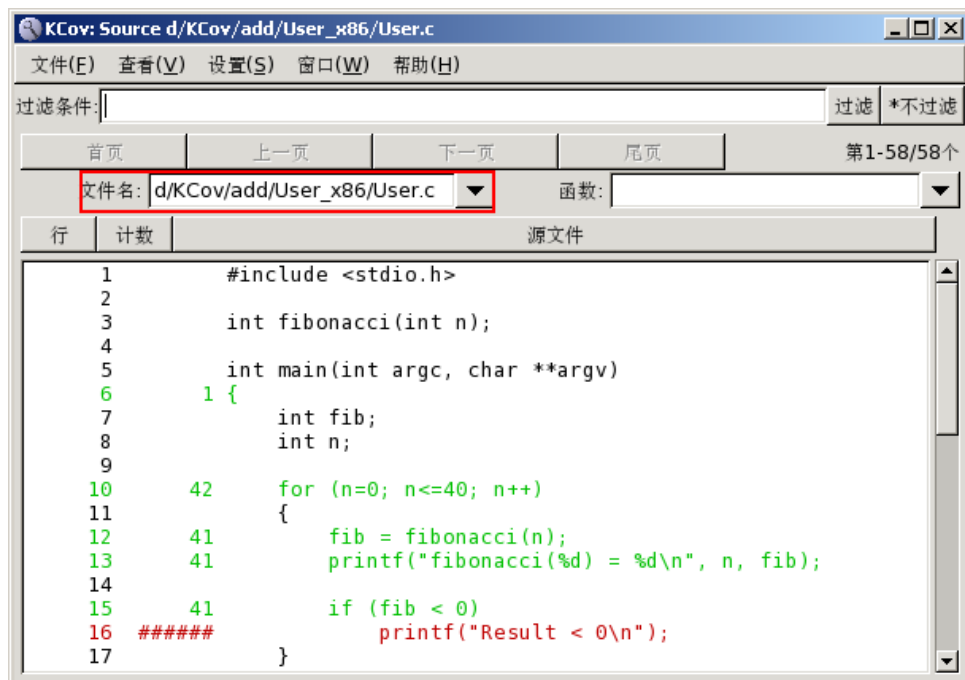 KCov: Source d/KCov/add/User_x86/User.c
文件(F) 查看(V) 设置(S) 窗口(W) 帮助(H)
过滤条件: 过滤 *不过滤
首页 上一页 下一页 尾页 第1-58/58个
文件名: d/KCov/add/User_x86/User.c 函数:
行 计数 源文件
1 #include <stdio.h>
2
3 int fibonacci(int n);
4
5 int main(int argc, char **argv)
6 1 {
7 int fib;
8 int n;
9
10 42 for (n=0; n<=40; n++)
11 {
12 41 fib = fibonacci(n);
13 41 printf("fibonacci(%d) = %d\n", n, fib);
14
15 41 if (fib < 0)
16 ###### printf("Result < 0\n");
17 }